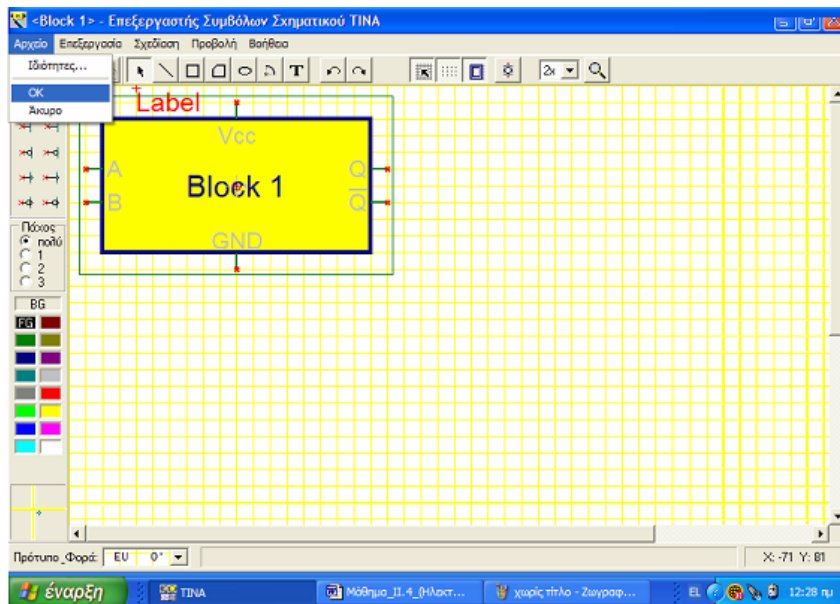 <Block 1> - Επεξεργαστής Συμβόλων Σχηματικού TINA
Αρχείο Επεξεργασία Σχεδίαση Προβολή Βοήθεια
Ιδιότητες...
OK
Άκυρο
T
2x
Label
Vcc
A
Q
Block 1
B
Q
GND
Πάχος
πολύ
1
2
3
BG
FG
Πρότυπο_Φορά: EU 0°
X: -71 Y: 81
έναρξη
TINA
Μάθημα_II.4_(Ηλεκτ...
χωρίς τίτλο - Ζωγραφ...
EL
12:28 πμ